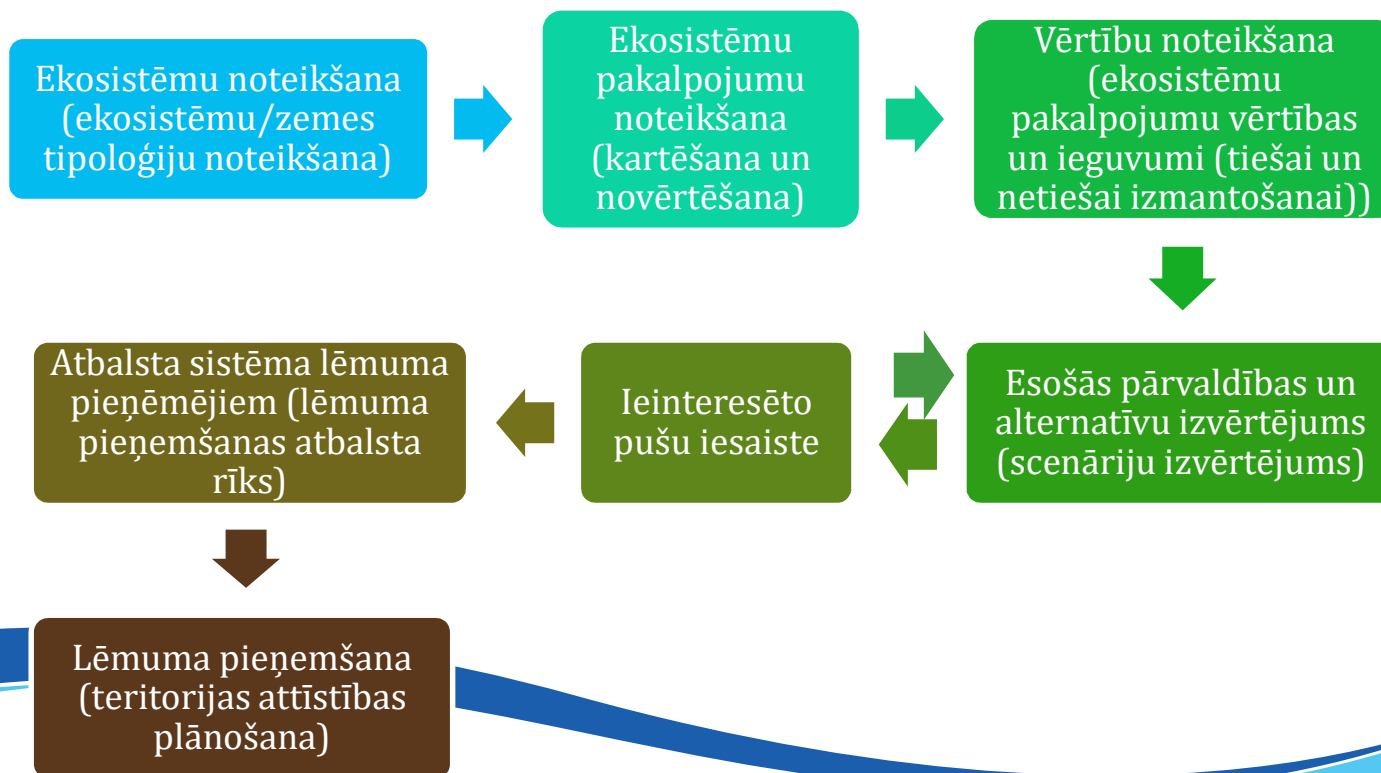 Ekosistēmu noteikšana
(ekosistēmu/zemes
tipoloģiju noteikšana)
Ekosistēmu
pakalpojumu
noteikšana
(kartēšana un
novērtēšana)
Vērtību noteikšana
(ekosistēmu
pakalpojumu vērtības
un ieguvumi (tiešai un
netiešai izmantošanai))
Esošās pārvaldības un
alternatīvu izvērtējums
(scenāriju izvērtējums)
Ieinteresēto
pušu iesaiste
Atbalsta sistēma lēmuma
pieņēmējiem (lēmuma
pieņemšanas atbalsta
rīks)
Lēmuma pieņemšana
(teritorijas attīstības
plānošana)